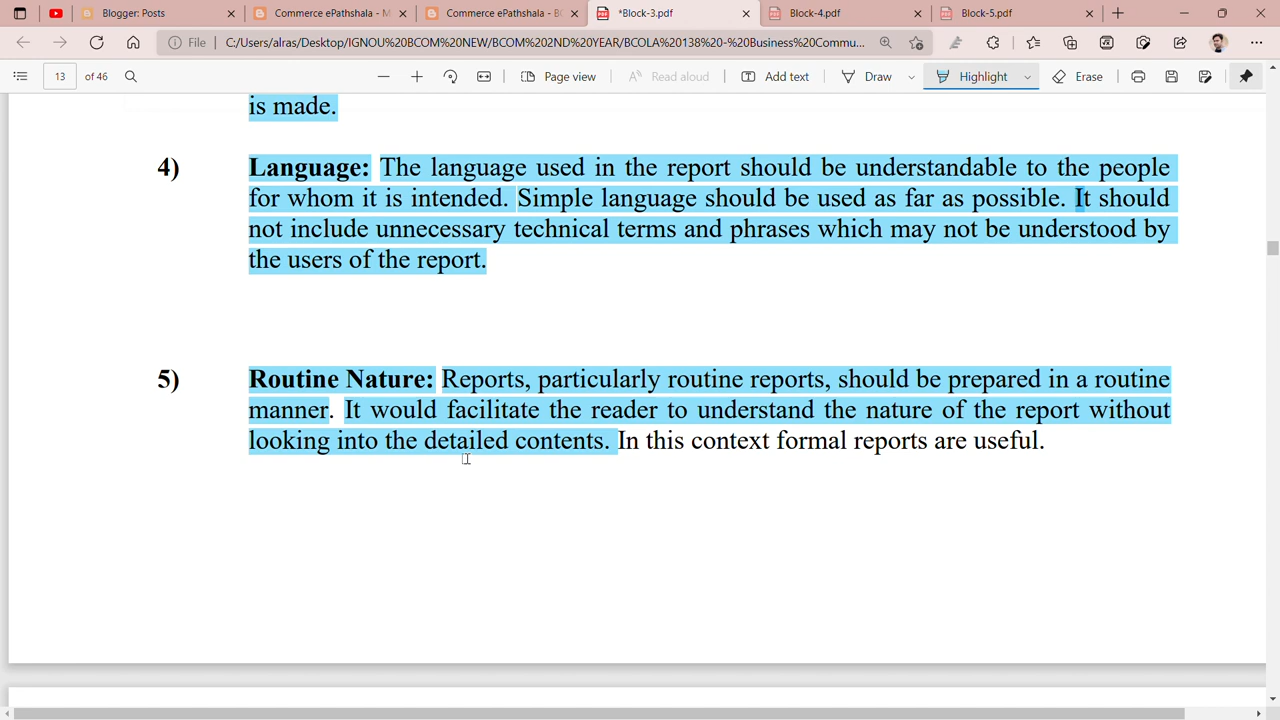 Blogger: Posts
Commerce ePathshala - M
Commerce ePathshala - B
*Block-3.pdf
Block-4.pdf
Block-5.pdf
File C:/Users/alras/Desktop/IGNOU%20BCOM%20NEW/BCOM%202ND%20YEAR/BCOLA%20138%20-%20Business%20Commu...
13 of 46
Page view
Read aloud
Add text
Draw
Highlight
Erase
is made.
4) Language: The language used in the report should be understandable to the people
for whom it is intended. Simple language should be used as far as possible. It should
not include unnecessary technical terms and phrases which may not be understood by
the users of the report.
5) Routine Nature: Reports, particularly routine reports, should be prepared in a routine
manner. It would facilitate the reader to understand the nature of the report without
looking into the detailed contents. In this context formal reports are useful.